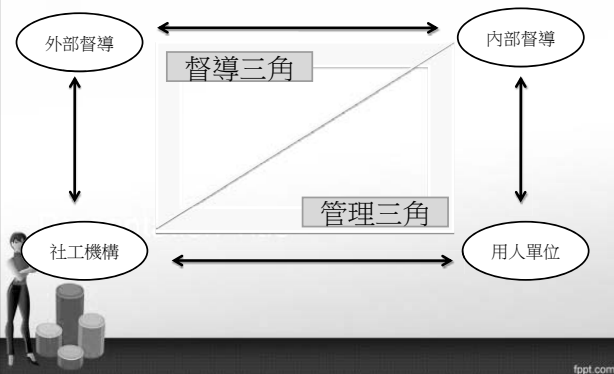 外部督導
內部督導
督導三角
管理三角
社工機構
用人單位
fppt.com